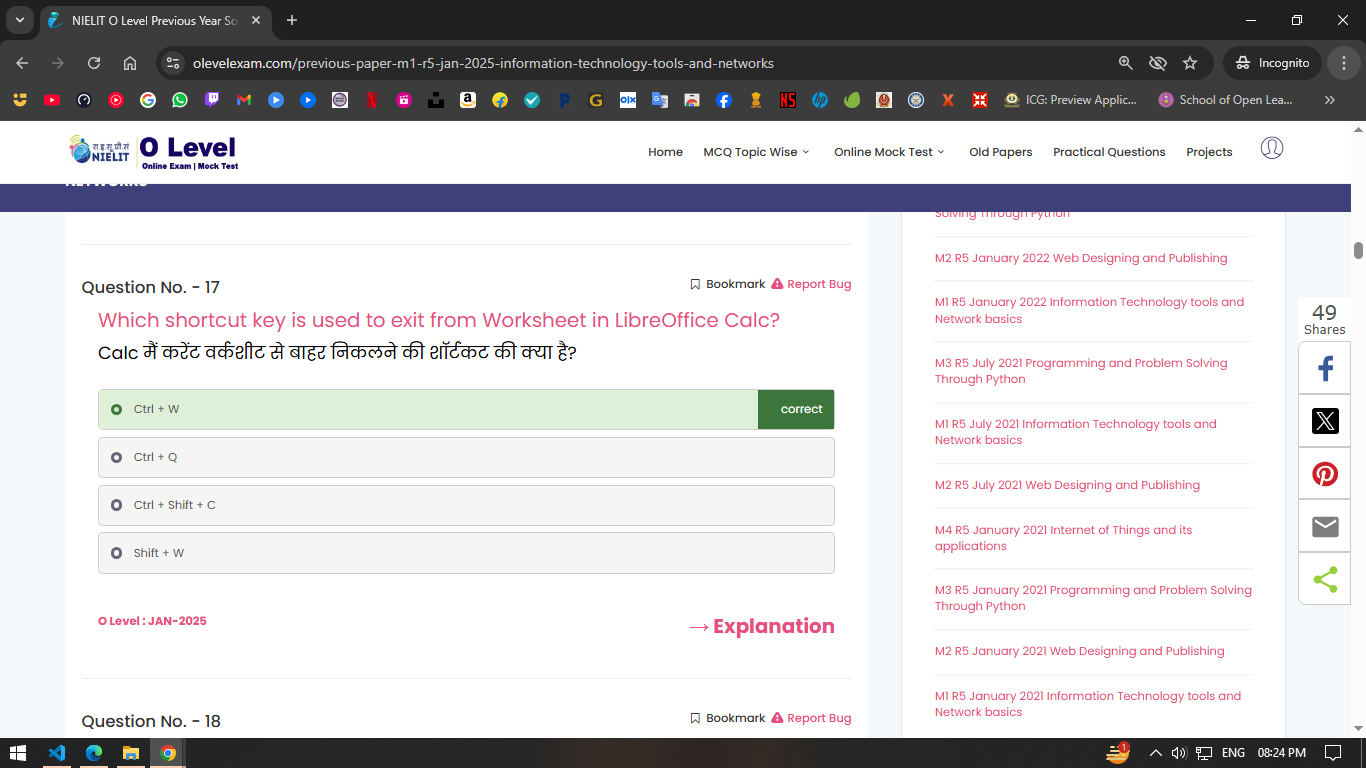 NIELIT O Level Previous Year So
olevelexam.com/previous-paper-m1-r5-jan-2025-information-technology-tools-and-networks
Incognito
ICG: Preview Applic...
School of Open Lea...
रा.इ.सू.प्रौ.सं
NIELIT
O Level
Online Exam | Mock Test
Home
MCQ Topic Wise
Online Mock Test
Old Papers
Practical Questions
Projects
NETWORKS
Question No. - 17
Bookmark
Report Bug
Which shortcut key is used to exit from Worksheet in LibreOffice Calc?
Calc मैं करेंट वर्कशीट से बाहर निकलने की शॉर्टकट की क्या है?
Ctrl + W
correct
Ctrl + Q
Ctrl + Shift + C
Shift + W
O Level : JAN-2025
→ Explanation
Question No. - 18
Bookmark
Report Bug
Solving Through Python
M2 R5 January 2022 Web Designing and Publishing
M1 R5 January 2022 Information Technology tools and
Network basics
M3 R5 July 2021 Programming and Problem Solving
Through Python
M1 R5 July 2021 Information Technology tools and
Network basics
M2 R5 July 2021 Web Designing and Publishing
M4 R5 January 2021 Internet of Things and its
applications
M3 R5 January 2021 Programming and Problem Solving
Through Python
M2 R5 January 2021 Web Designing and Publishing
M1 R5 January 2021 Information Technology tools and
Network basics
49
Shares
1
ENG
08:24 PM